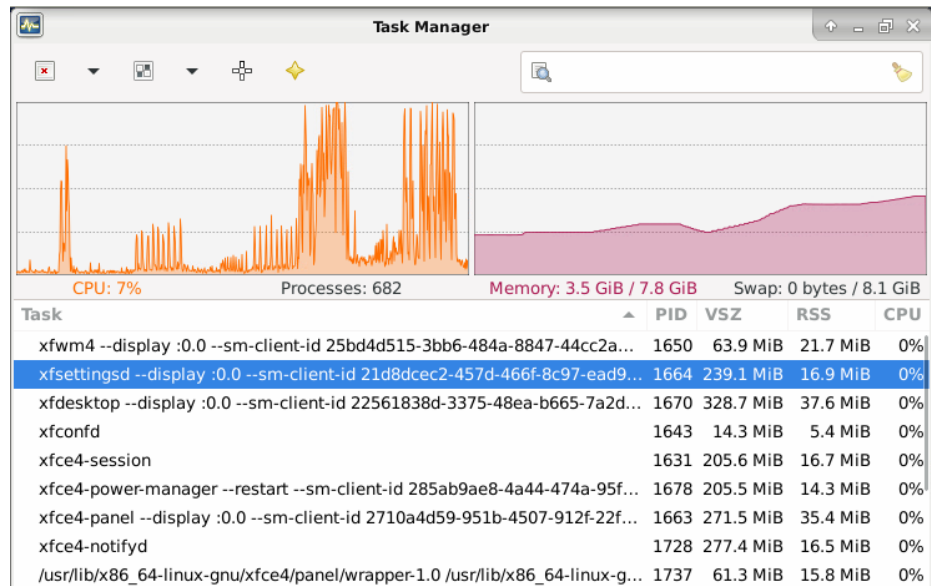 Task Manager
CPU: 7% Processes: 682 Memory: 3.5 GiB / 7.8 GiB Swap: 0 bytes / 8.1 GiB
Task PID VSZ RSS CPU
xfwm4 --display :0.0 --sm-client-id 25bd4d515-3bb6-484a-8847-44cc2a... 1650 63.9 MiB 21.7 MiB 0%
xfsettingsd --display :0.0 --sm-client-id 21d8dcec2-457d-466f-8c97-ead9... 1664 239.1 MiB 16.9 MiB 0%
xfdesktop --display :0.0 --sm-client-id 22561838d-3375-48ea-b665-7a2d... 1670 328.7 MiB 37.6 MiB 0%
xfconfd 1643 14.3 MiB 5.4 MiB 0%
xfce4-session 1631 205.6 MiB 16.7 MiB 0%
xfce4-power-manager --restart --sm-client-id 285ab9ae8-4a44-474a-95f... 1678 205.5 MiB 14.3 MiB 0%
xfce4-panel --display :0.0 --sm-client-id 2710a4d59-951b-4507-912f-22f... 1663 271.5 MiB 35.4 MiB 0%
xfce4-notifyd 1728 277.4 MiB 16.5 MiB 0%
/usr/lib/x86_64-linux-gnu/xfce4/panel/wrapper-1.0 /usr/lib/x86_64-linux-g... 1737 61.3 MiB 15.8 MiB 0%